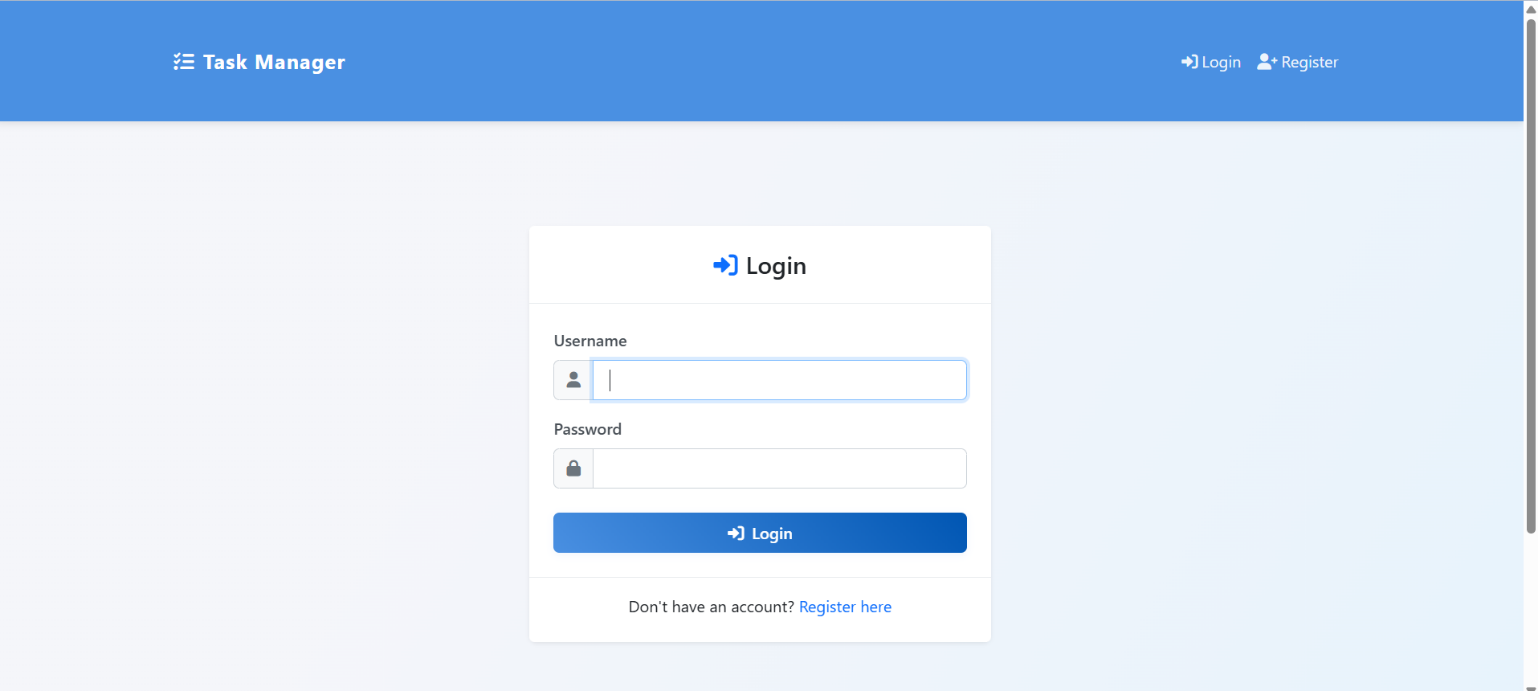 Task Manager
Login
Register
Login
Username
Password
Login
Don't have an account? Register here